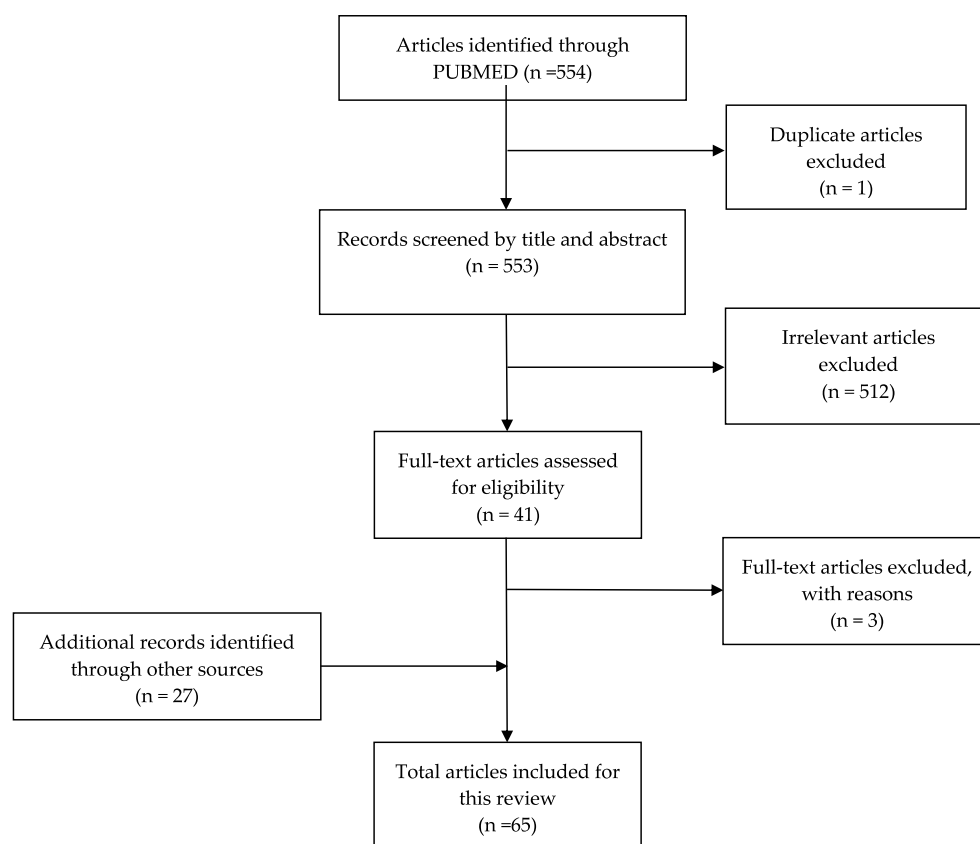 Articles identified through
PUBMED (n =554)
Duplicate articles
excluded
(n = 1)
Records screened by title and abstract
(n = 553)
Irrelevant articles
excluded
(n = 512)
Full-text articles assessed
for eligibility
(n = 41)
Full-text articles excluded,
with reasons
(n = 3)
Additional records identified
through other sources
(n = 27)
Total articles included for
this review
(n =65)